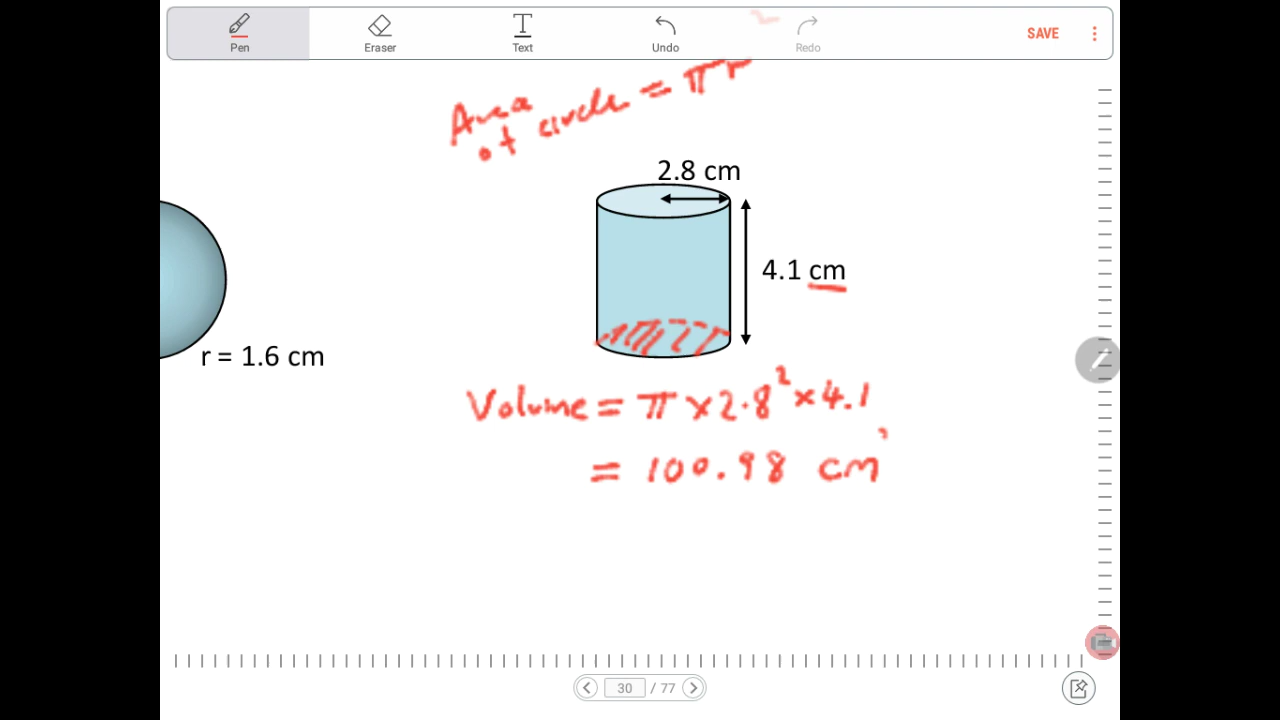 Pen Eraser Text Undo Redo SAVE
Area
of circle = πr
2.8 cm
4.1 cm
r = 1.6 cm
Volume = π × 2.8² × 4.1
= 100.98 cm
30 / 77